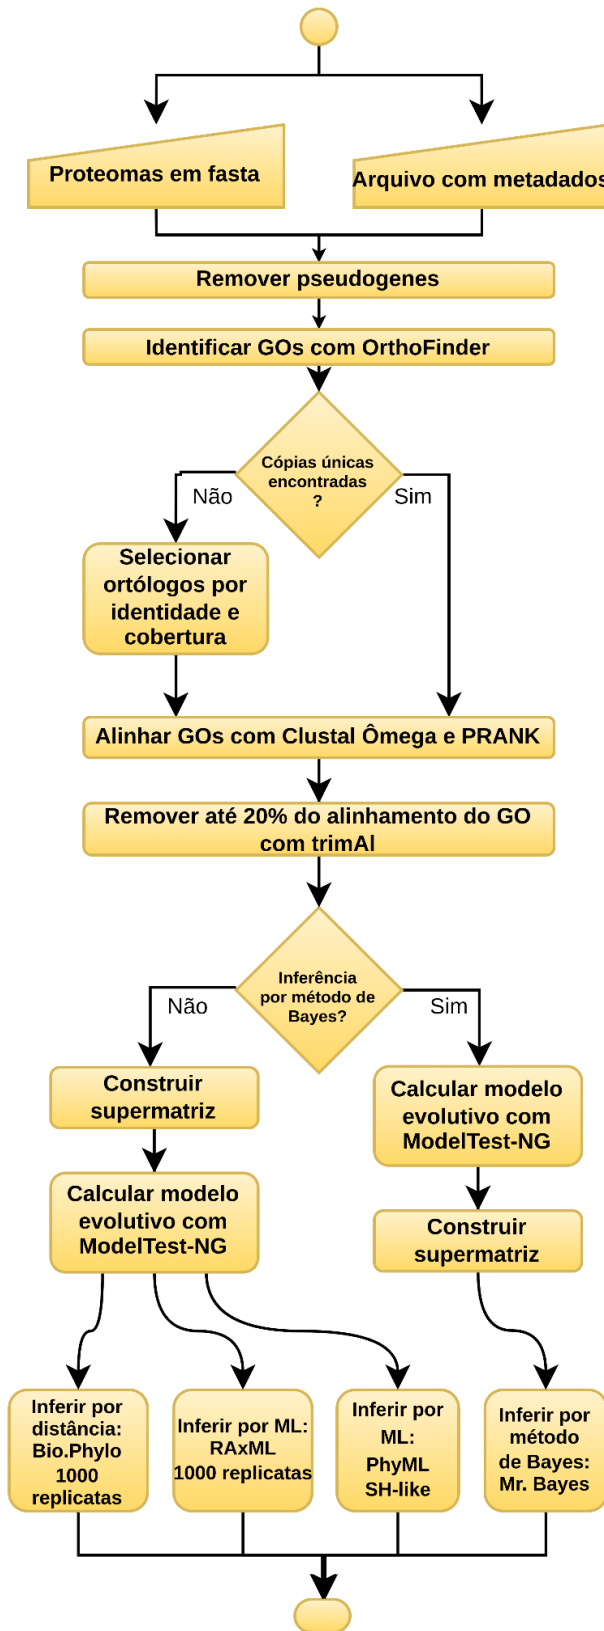 Proteomas em fasta
Arquivo com metadados
Remover pseudogenes
Identificar GOs com OrthoFinder
Cópias únicas
encontradas
?
Não
Sim
Selecionar
ortólogos por
identidade e
cobertura
Alinhar GOs com Clustal Ômega e PRANK
Remover até 20% do alinhamento do GO
com trimAl
Inferência
por método de
Bayes?
Não
Sim
Construir
supermatriz
Calcular modelo
evolutivo com
ModelTest-NG
Calcular modelo
evolutivo com
ModelTest-NG
Construir
supermatriz
Inferir por
distância:
Bio.Phylo
1000
replicatas
Inferir por ML:
RAxML
1000 replicatas
Inferir por
ML:
PhyML
SH-like
Inferir por
método
de Bayes:
Mr. Bayes